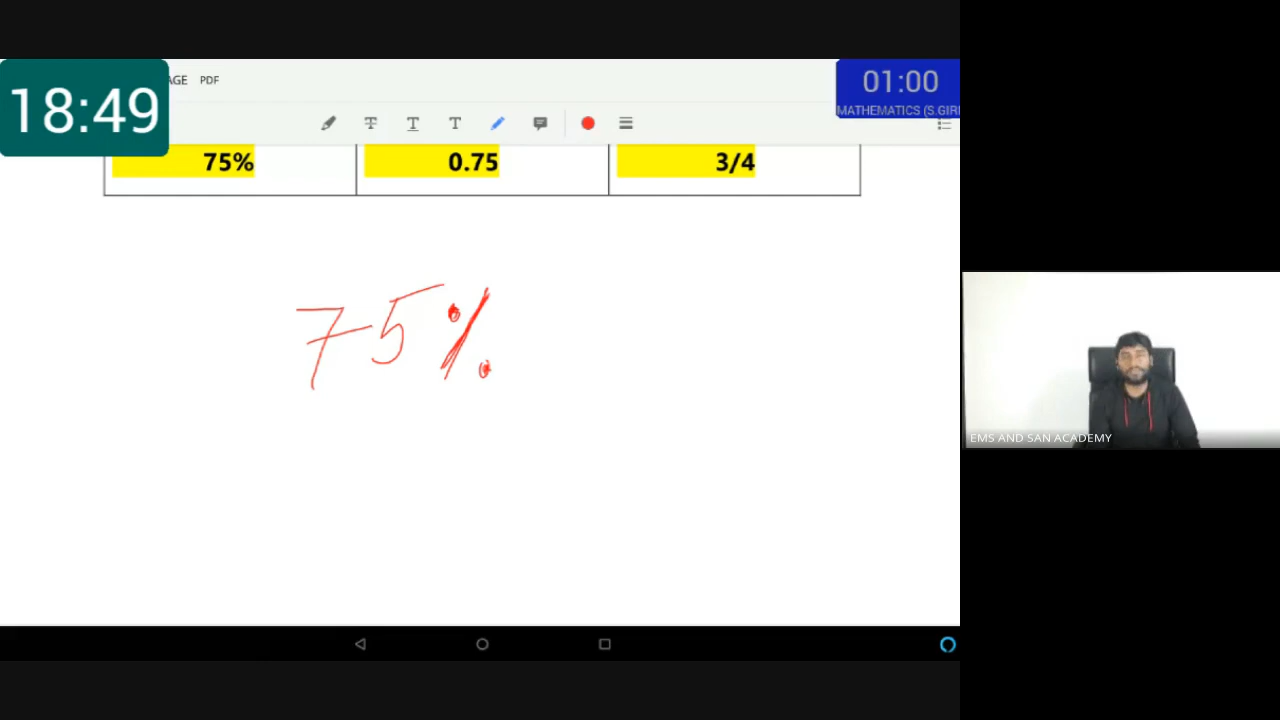 18:49
AGE PDF
01:00
MATHEMATICS (S.GIRI
T T T
75% 0.75 3/4
75%
EMS AND SAN ACADEMY